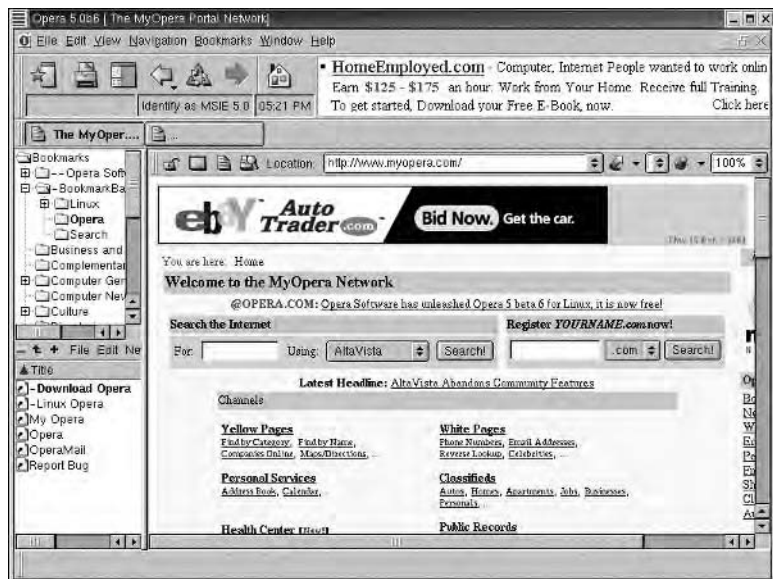 Opera 5.0b6 [ The MyOpera Portal Network]
File Edit View Navigation Bookmarks Window Help
HomeEmployed.com - Computer, Internet People wanted to work onlin
Earn $125 - $175 an hour. Work from Your Home. Receive full Training.
To get started, Download your Free E-Book, now. Click here
Identify as MSIE 5.0 05:21 PM
The MyOper....
...
Bookmarks
--Opera Soft
-BookmarkBa
Linux
Opera
Search
Business and
Complementar
Computer Ger
Computer Nev
Culture
File Edit Ne
Title
-Download Opera
-Linux Opera
My Opera
Opera
OperaMail
Report Bug
Location: http://www.myopera.com/ 100%
ebY Auto Trader.com Bid Now. Get the car.
You are here: Home
Welcome to the MyOpera Network
@OPERA.COM: Opera Software has unleashed Opera 5 beta 6 for Linux, it is now free!
Search the Internet
Register YOURNAME.com now!
For: Using: AltaVista Search! .com Search!
Latest Headline: AltaVista Abandons Community Features
Channels
Yellow Pages
Find by Category, Find by Name,
Companies Online, Maps/Directions, ...
White Pages
Phone Numbers, Email Addresses,
Reverse Lookup, Celebrities, ...
Personal Services
Address Book, Calendar, ...
Classifieds
Autos, Homes, Apartments, Jobs, Businesses,
Personals, ...
Health Center
Public Records